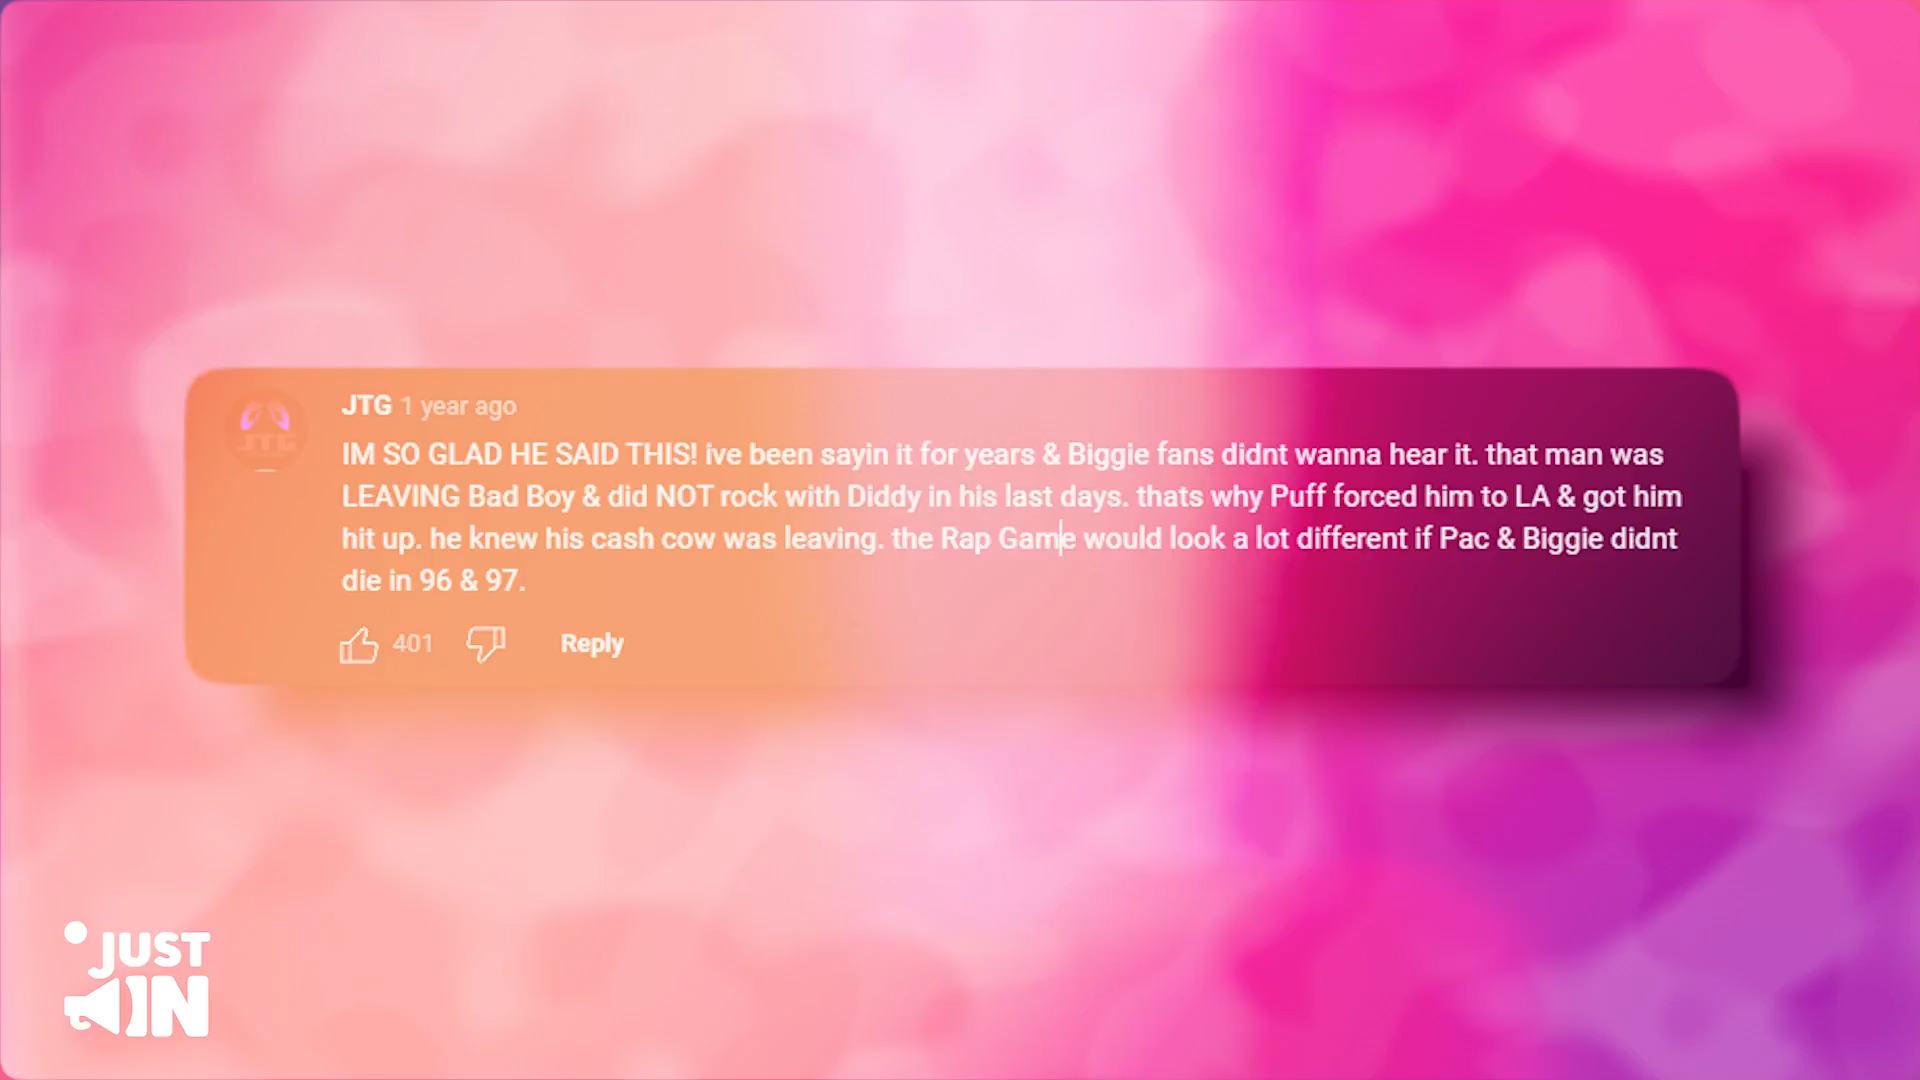 JTG 1 year ago
IM SO GLAD HE SAID THIS! ive been sayin it for years & Biggie fans didnt wanna hear it. that man was
LEAVING Bad Boy & did NOT rock with Diddy in his last days. thats why Puff forced him to LA & got him
hit up. he knew his cash cow was leaving. the Rap Game would look a lot different if Pac & Biggie didnt
die in 96 & 97.
401 Reply
JTG
JUST
IN